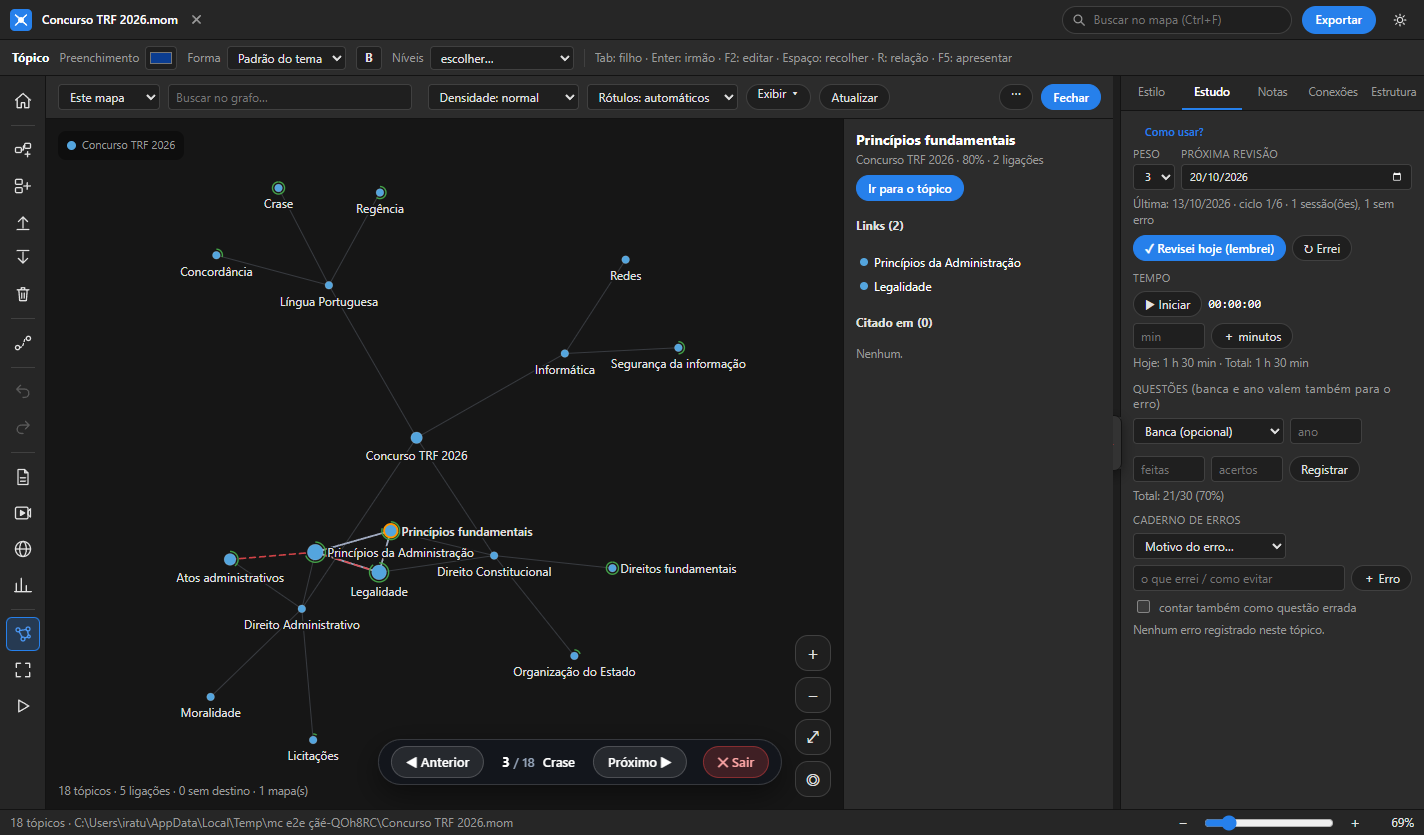 Concurso TRF 2026.mom ✕
Buscar no mapa (Ctrl+F)
Exportar
Tópico Preenchimento Forma Padrão do tema B Níveis escolher... Tab: filho · Enter: irmão · F2: editar · Espaço: recolher · R: relação · F5: apresentar
Este mapa Buscar no grafo... Densidade: normal Rótulos: automáticos Exibir Atualizar ··· Fechar
Concurso TRF 2026
Crase
Regência
Concordância
Língua Portuguesa
Redes
Informática
Segurança da informação
Concurso TRF 2026
Princípios fundamentais
Princípios da Administração
Atos administrativos
Legalidade
Direito Constitucional
Direitos fundamentais
Direito Administrativo
Organização do Estado
Moralidade
Licitações
◀ Anterior 3 / 18 Crase Próximo ▶ ✕ Sair
18 tópicos · 5 ligações · 0 sem destino · 1 mapa(s)
Princípios fundamentais
Concurso TRF 2026 · 80% · 2 ligações
Ir para o tópico
Links (2)
Princípios da Administração
Legalidade
Citado em (0)
Nenhum.
Estilo Estudo Notas Conexões Estrutura
Como usar?
PESO PRÓXIMA REVISÃO
3 20/10/2026
Última: 13/10/2026 · ciclo 1/6 · 1 sessão(ões), 1 sem
erro
✓ Revisei hoje (lembrei) ↻ Errei
TEMPO
▶ Iniciar 00:00:00
min + minutos
Hoje: 1 h 30 min · Total: 1 h 30 min
QUESTÕES (banca e ano valem também para o
erro)
Banca (opcional) ano
feitas acertos Registrar
Total: 21/30 (70%)
CADERNO DE ERROS
Motivo do erro...
o que errei / como evitar + Erro
contar também como questão errada
Nenhum erro registrado neste tópico.
18 tópicos · C:\Users\iratu\AppData\Local\Temp\mc e2e çãé-QOh8RC\Concurso TRF 2026.mom
− + 69%